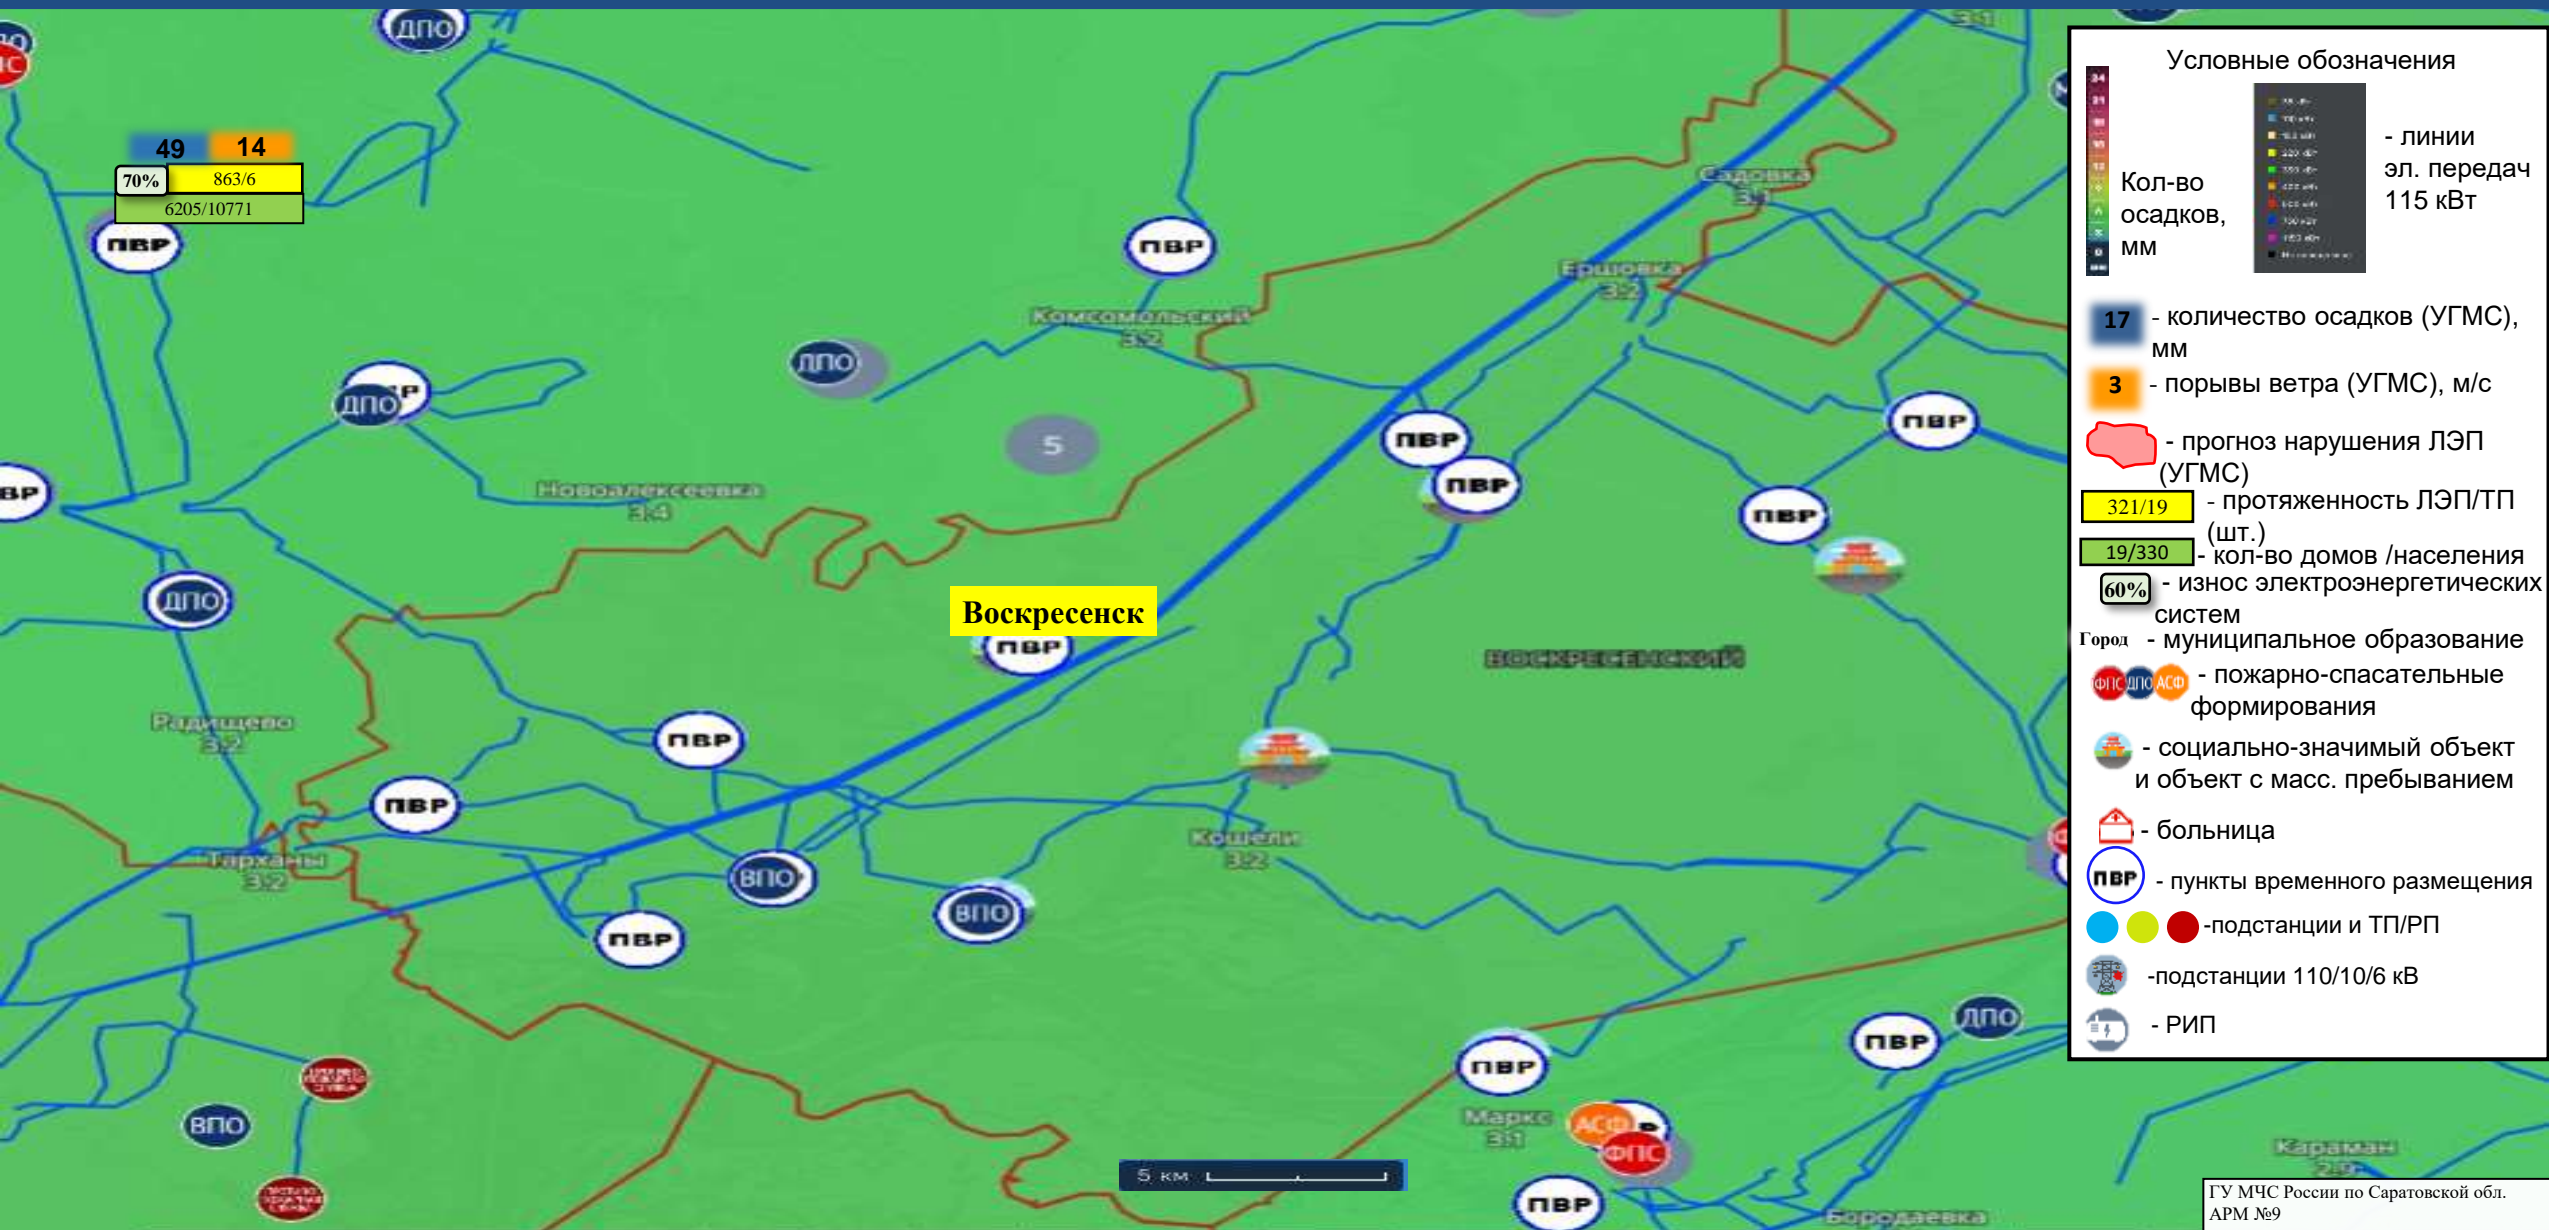 3.1
ДПО
49 14
70% 863/6
6205/10771
ПВР
ПВР
Садовка
3.1
Ершовка
3.2
Комсомольский
3.2
ДПО
ДПО
5
ПВР
ПВР
ПВР
ПВР
Новоалексеевка
3.4
ДПО
Воскресенск
ПВР
ВОСКРЕСЕНСКИЙ
Радищево
3.2
ПВР
ПВР
Тарханы
3.2
Кошели
3.2
ВПО
ВПО
ПВР
ПВР
ПВР
ДПО
ВПО
Маркс
3.1
АСФ
ФПС
ПВР
5 км
Караман
2.9
Бородаевка
Условные обозначения
Кол-во
осадков,
мм
- линии
эл. передач
115 кВт
17 - количество осадков (УГМС),
мм
3 - порывы ветра (УГМС), м/с
- прогноз нарушения ЛЭП
(УГМС)
321/19 - протяженность ЛЭП/ТП
(шт.)
19/330 - кол-во домов /населения
60% - износ электроэнергетических
систем
Город - муниципальное образование
ФПС ДПО АСФ - пожарно-спасательные
формирования
- социально-значимый объект
и объект с масс. пребыванием
- больница
ПВР - пункты временного размещения
-подстанции и ТП/РП
-подстанции 110/10/6 кВ
- РИП
ГУ МЧС России по Саратовской обл.
АРМ №9